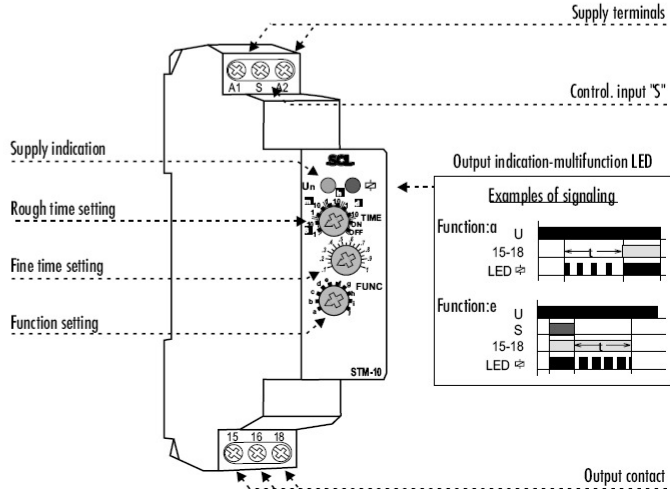 Supply terminals
A1 S A2
Control. input "S"
Supply indication
SCL
Un
Output indication-multifunction LED
Examples of signaling
Rough time setting
TIME
ON
OFF
Fine time setting
FUNC
Function setting
STM-10
Function:a
U
15-18
t
LED
Function:e
U
S
15-18
t
LED
15 16 18
Output contact